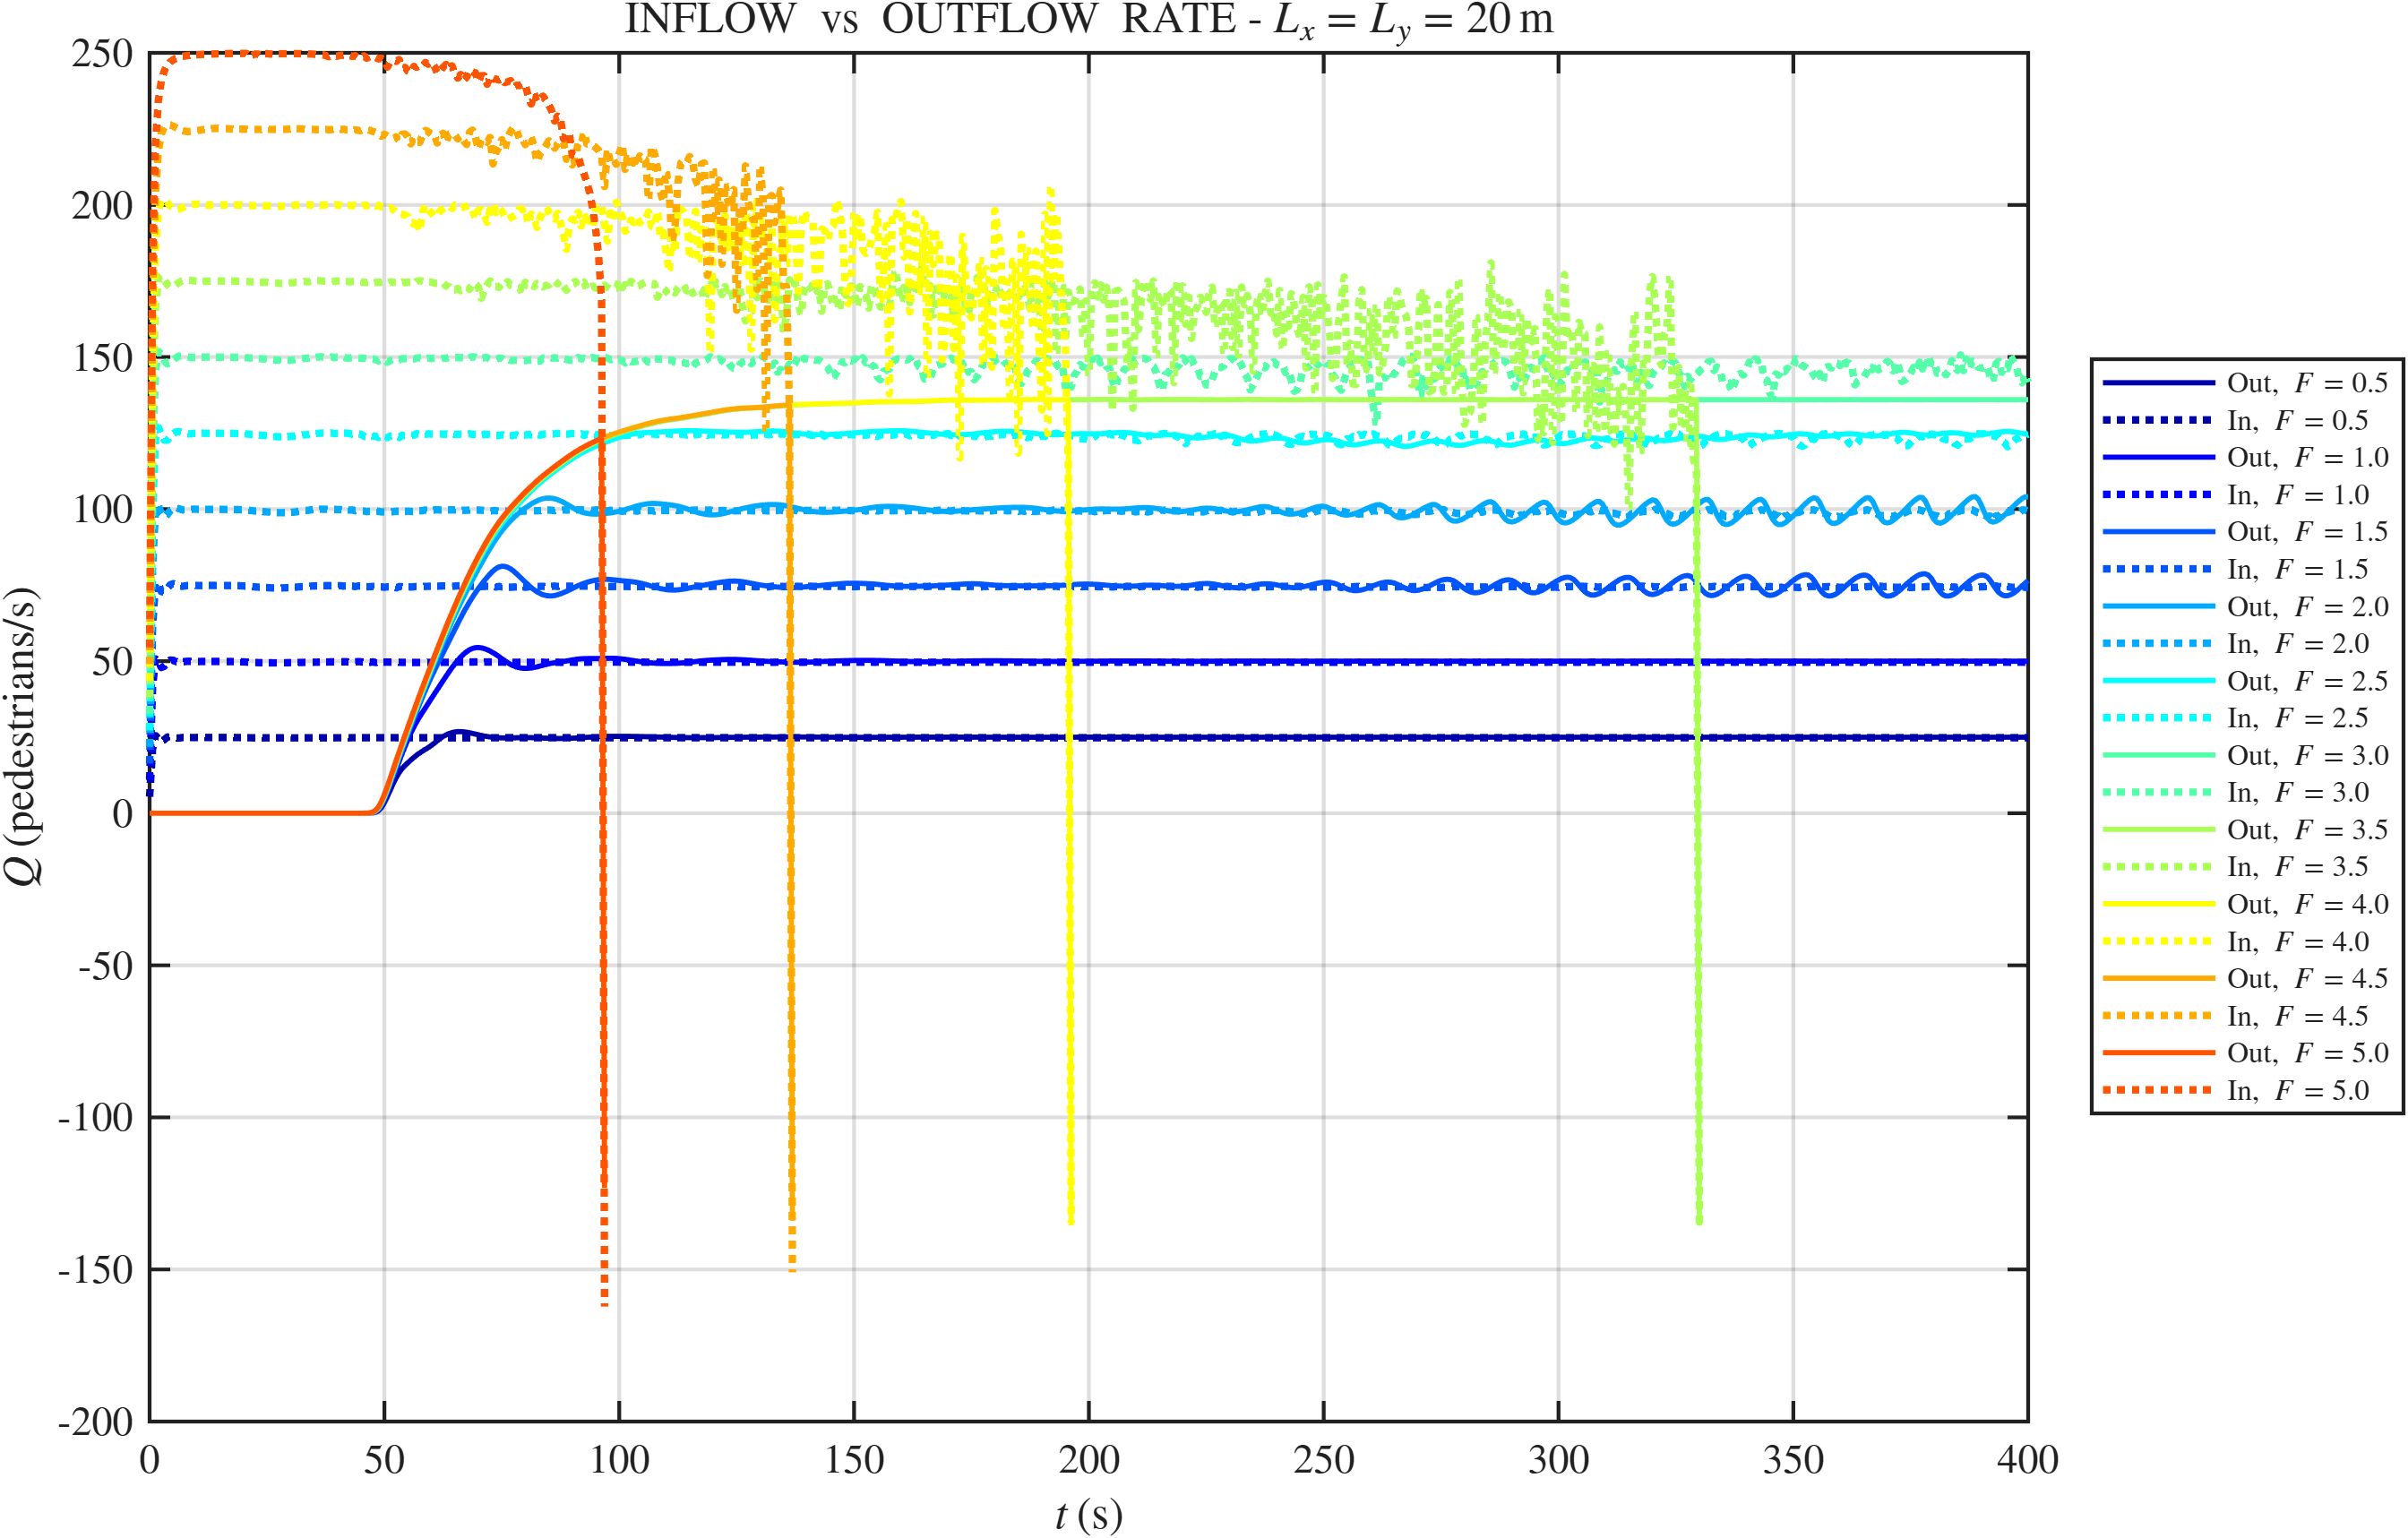 INFLOW vs OUTFLOW RATE - Lx = Ly = 20 m
250
200
150
100
50
0
-50
-100
-150
-200
Q (pedestrians/s)
0 50 100 150 200 250 300 350 400
t (s)
Out, F = 0.5
In, F = 0.5
Out, F = 1.0
In, F = 1.0
Out, F = 1.5
In, F = 1.5
Out, F = 2.0
In, F = 2.0
Out, F = 2.5
In, F = 2.5
Out, F = 3.0
In, F = 3.0
Out, F = 3.5
In, F = 3.5
Out, F = 4.0
In, F = 4.0
Out, F = 4.5
In, F = 4.5
Out, F = 5.0
In, F = 5.0